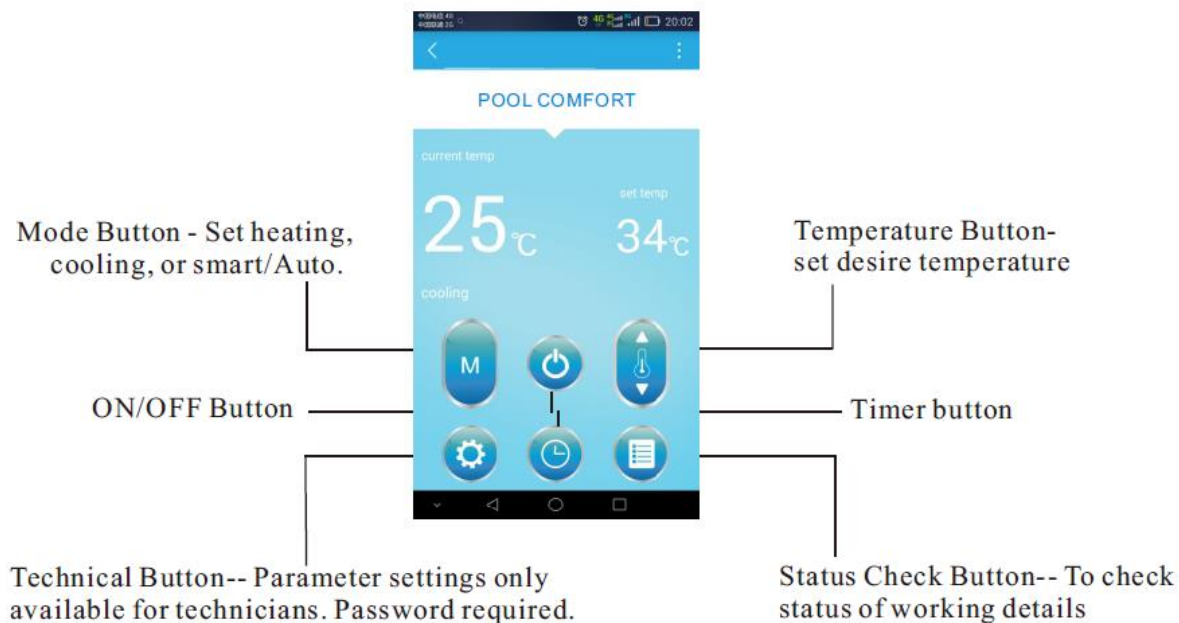 20:02
POOL COMFORT
current temp
set temp
25℃
34℃
cooling
M
Mode Button - Set heating,
cooling, or smart/Auto.
Temperature Button-
set desire temperature
ON/OFF Button
Timer button
Technical Button-- Parameter settings only
available for technicians. Password required.
Status Check Button-- To check
status of working details